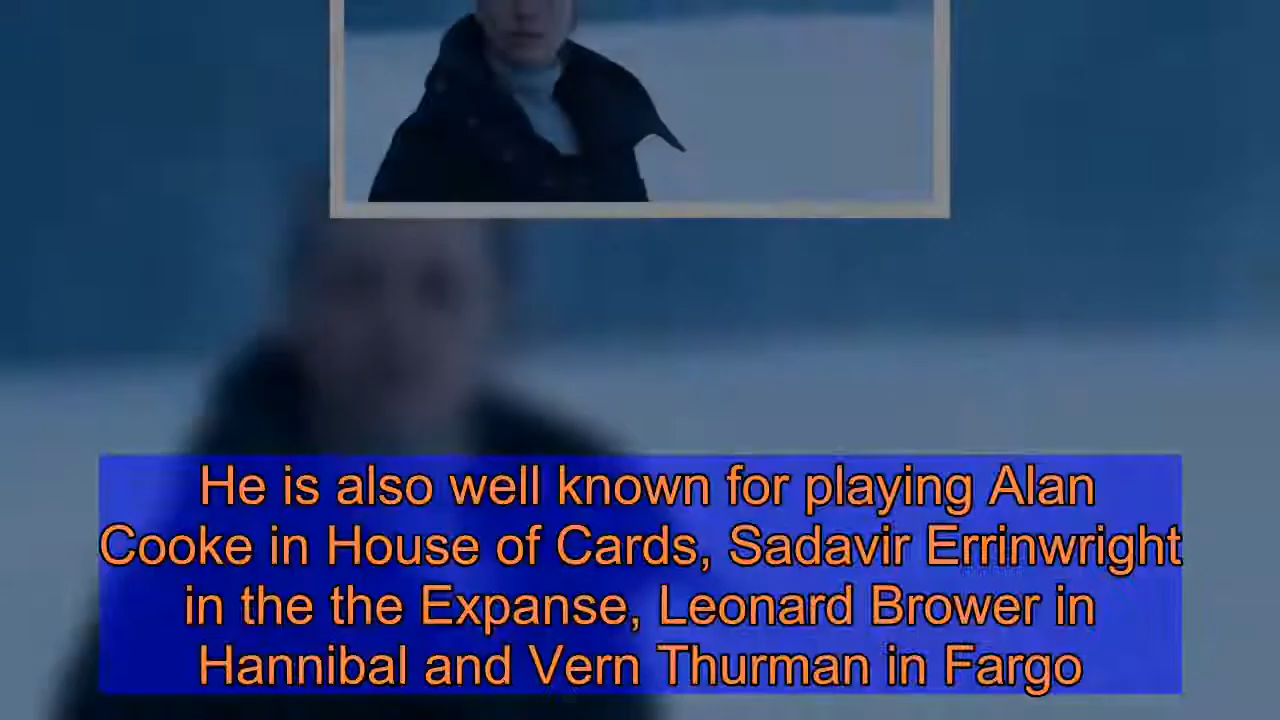 He is also well known for playing Alan
Cooke in House of Cards, Sadavir Errinwright
in the the Expanse, Leonard Brower in
Hannibal and Vern Thurman in Fargo